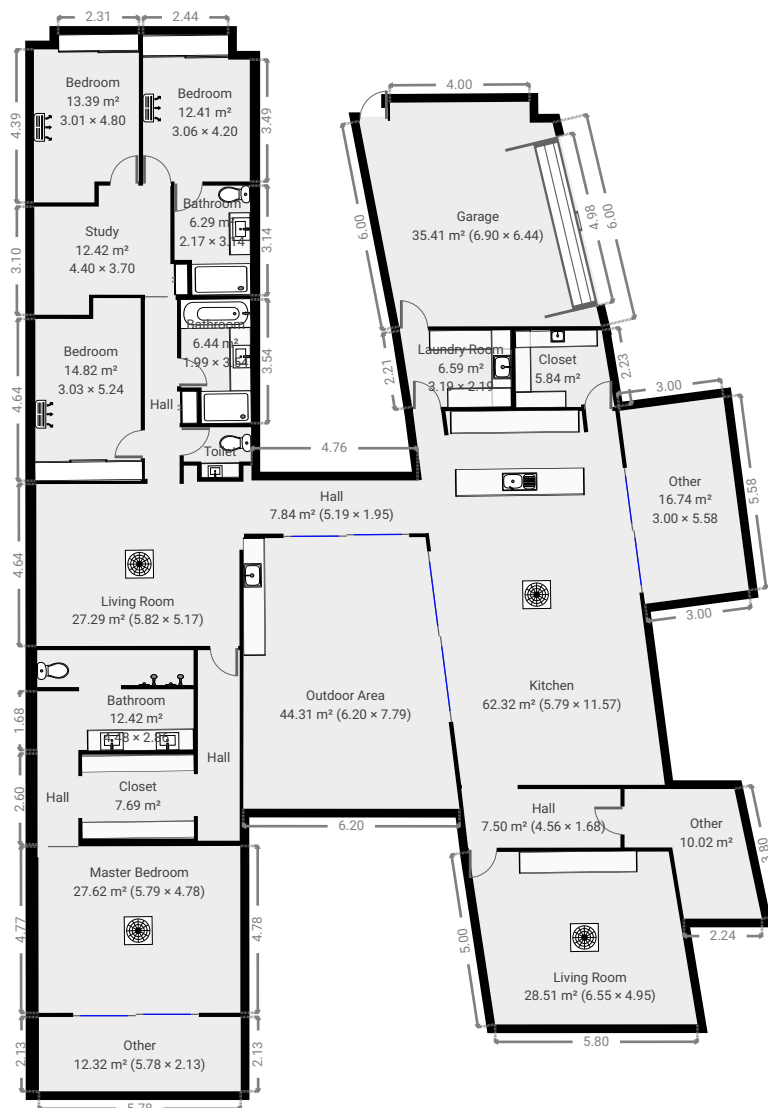 2.31
2.44
4.00
Bedroom
13.39 m²
3.01 × 4.80
Bedroom
12.41 m²
3.06 × 4.20
4.39
3.49
6.00
4.98
6.00
Garage
35.41 m² (6.90 × 6.44)
Bathroom
6.29 m²
2.17 × 3.14
3.14
Study
12.42 m²
4.40 × 3.70
3.10
Bathroom
6.44 m²
1.99 × 3.54
3.54
Bedroom
14.82 m²
3.03 × 5.24
4.64
Hall
Toilet
2.21
Laundry Room
6.59 m²
3.19 × 2.19
Closet
5.84 m²
2.23
3.00
4.76
Other
16.74 m²
3.00 × 5.58
5.58
3.00
Hall
7.84 m² (5.19 × 1.95)
4.64
Living Room
27.29 m² (5.82 × 5.17)
Outdoor Area
44.31 m² (6.20 × 7.79)
Kitchen
62.32 m² (5.79 × 11.57)
1.68
Bathroom
12.42 m²
Hall
2.60
Hall
Closet
7.69 m²
6.20
Hall
7.50 m² (4.56 × 1.68)
Other
10.02 m²
3.80
2.24
Master Bedroom
27.62 m² (5.79 × 4.78)
4.77
4.78
5.00
Living Room
28.51 m² (6.55 × 4.95)
5.80
2.13
Other
12.32 m² (5.78 × 2.13)
2.13
5.78